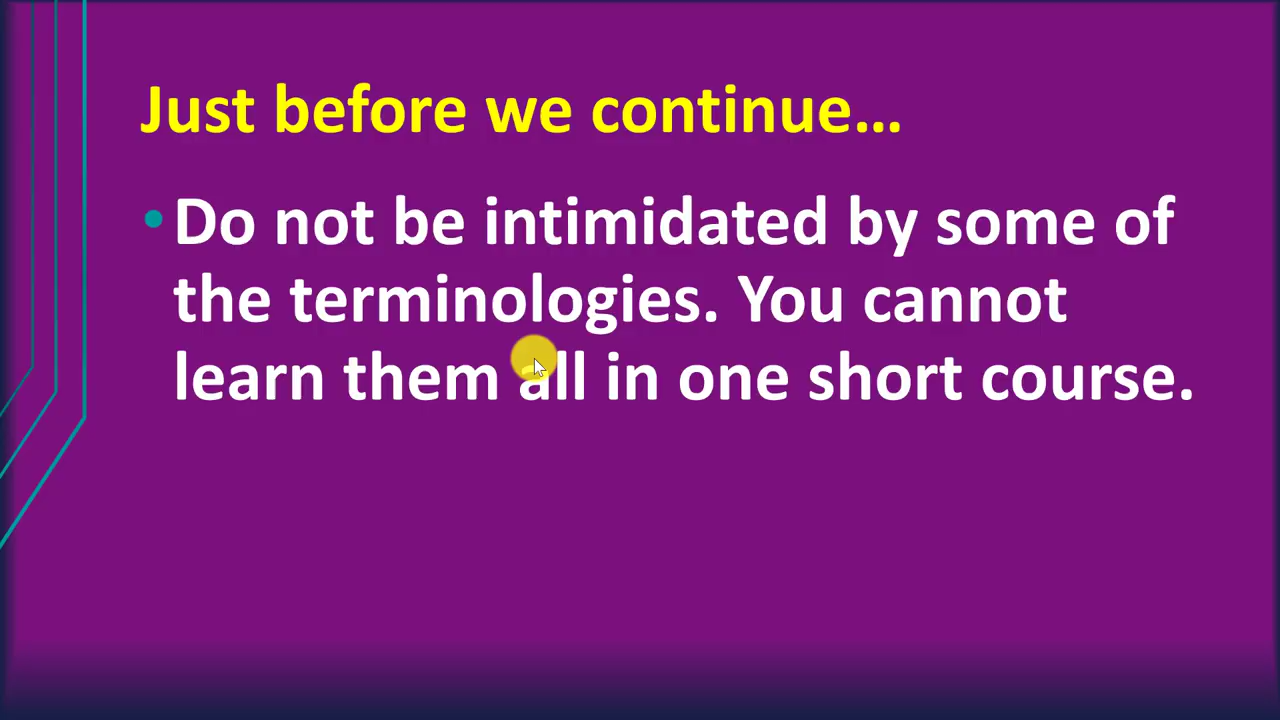 Just before we continue…
• Do not be intimidated by some of
the terminologies. You cannot
learn them all in one short course.